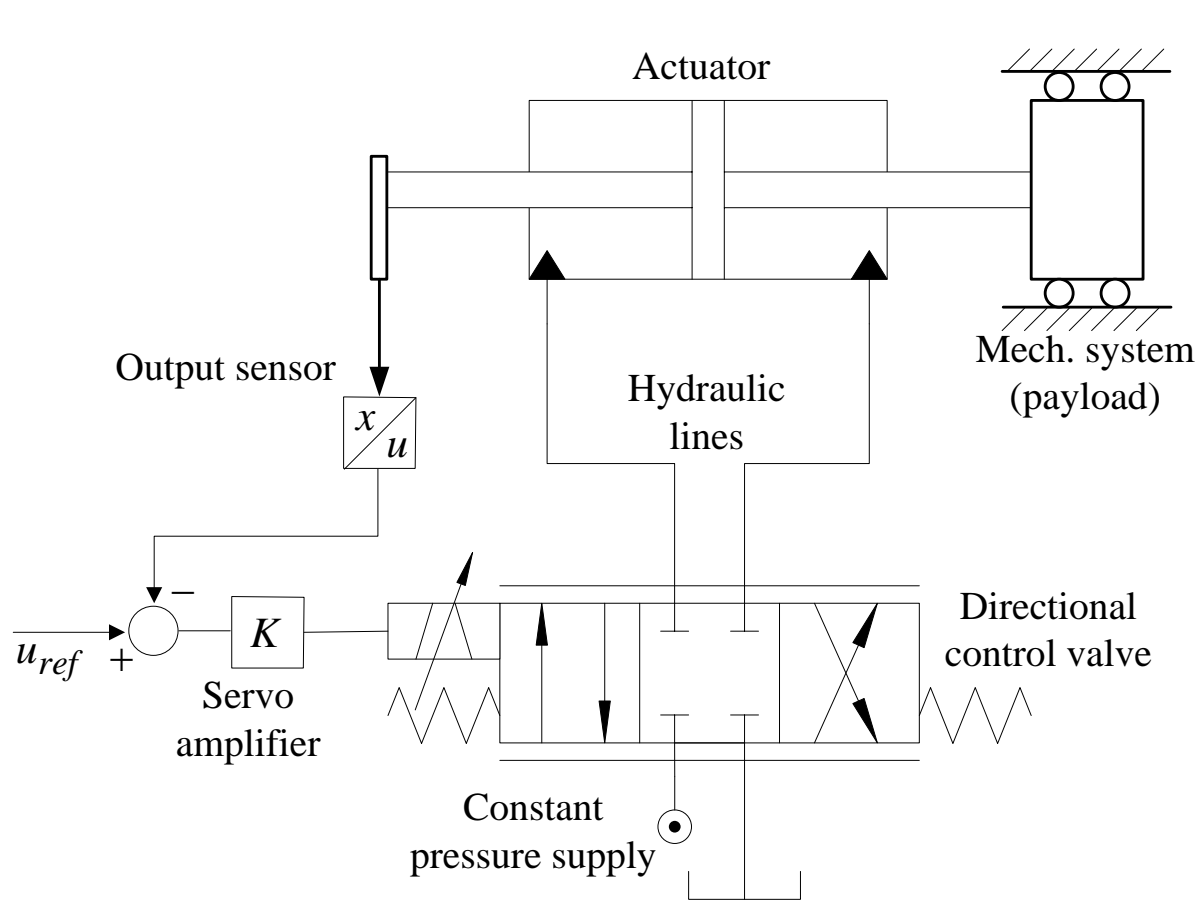 Actuator
Output sensor
Mech. system
(payload)
Hydraulic
lines
x
u
−
u_ref
+
K
Servo
amplifier
Directional
control valve
Constant
pressure supply